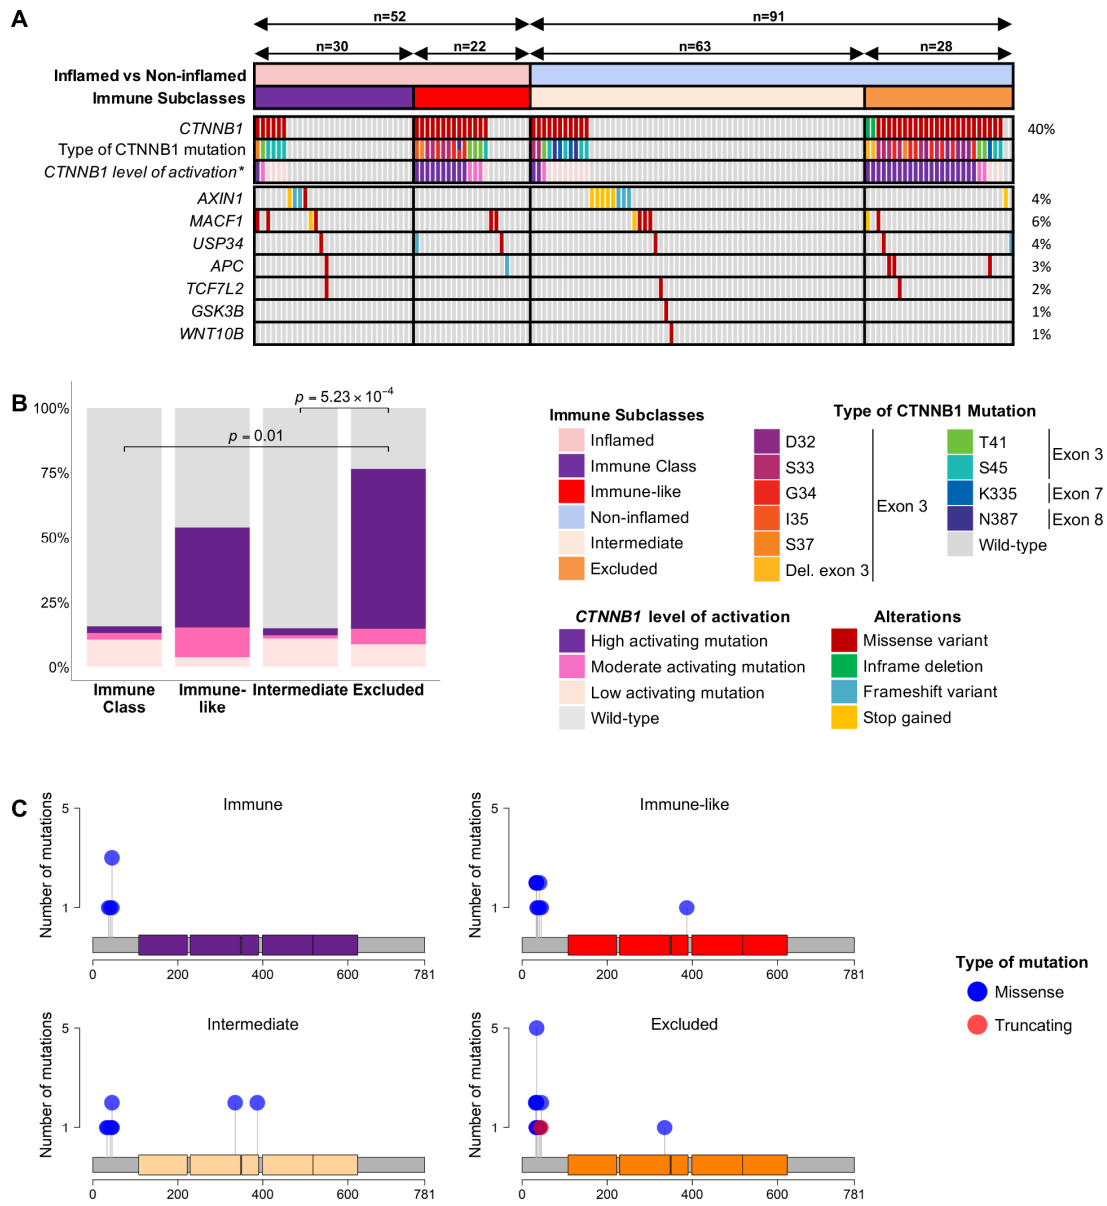 A
n=52
n=91
n=30
n=22
n=63
n=28
Inflamed vs Non-inflamed
Immune Subclasses
CTNNB1
40%
Type of CTNNB1 mutation
CTNNB1 level of activation*
AXIN1
4%
MACF1
6%
USP34
4%
APC
3%
TCF7L2
2%
GSK3B
1%
WNT10B
1%
B
p = 5.23 × 10⁻⁴
p = 0.01
100%
75%
50%
25%
0%
Immune Class
Immune-like
Intermediate
Excluded
Immune Subclasses
Inflamed
Immune Class
Immune-like
Non-inflamed
Intermediate
Excluded
Type of CTNNB1 Mutation
D32
S33
G34
I35
S37
Del. exon 3
Exon 3
T41
S45
K335
N387
Wild-type
Exon 3
Exon 7
Exon 8
CTNNB1 level of activation
High activating mutation
Moderate activating mutation
Low activating mutation
Wild-type
Alterations
Missense variant
Inframe deletion
Frameshift variant
Stop gained
C
Immune
Number of mutations
5
1
0
200
400
600
781
Immune-like
Number of mutations
5
1
0
200
400
600
781
Intermediate
Number of mutations
5
1
0
200
400
600
781
Excluded
Number of mutations
5
1
0
200
400
600
781
Type of mutation
Missense
Truncating